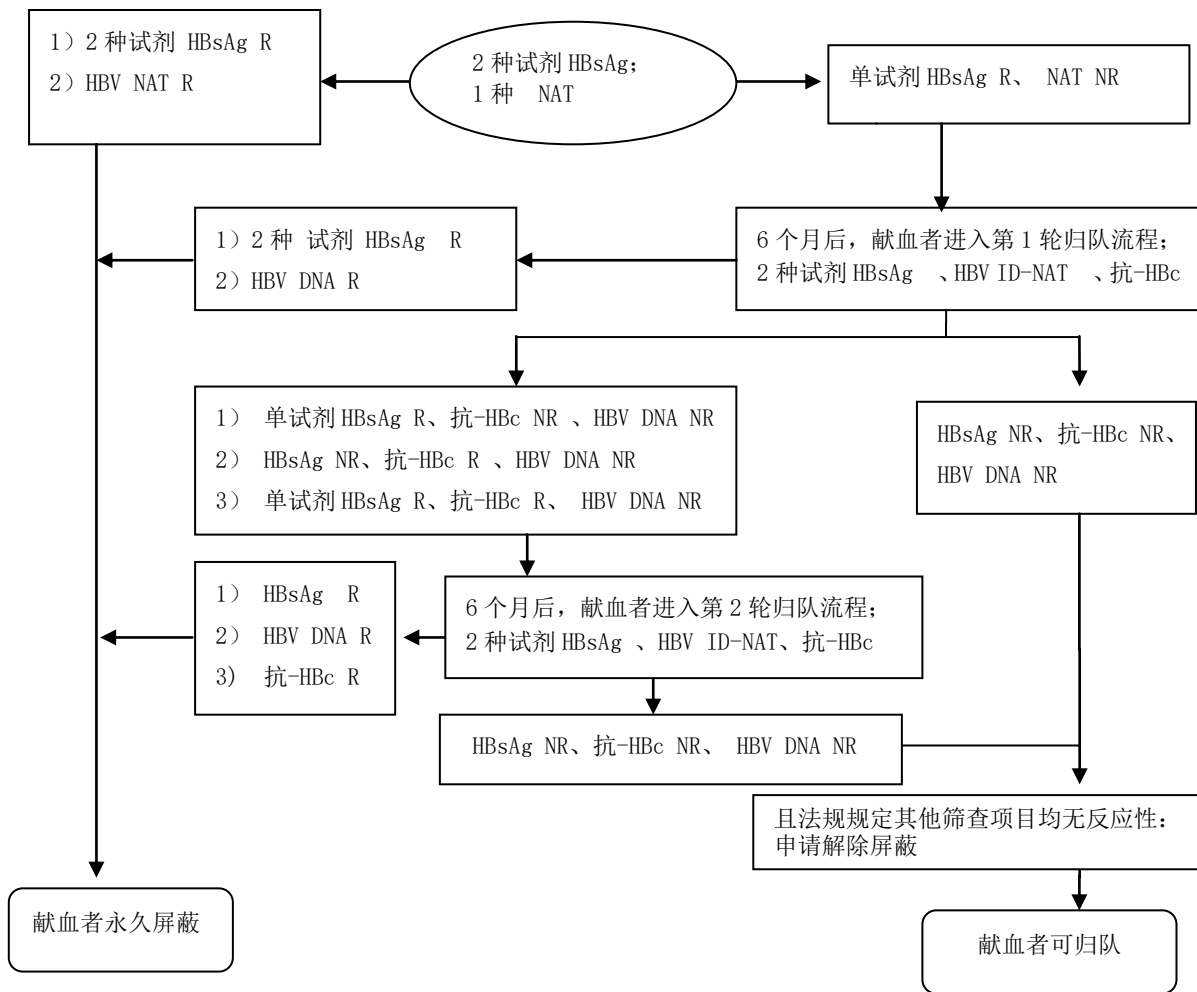 1）2 种试剂 HBsAg R
2）HBV NAT R
2 种试剂 HBsAg；
1 种 NAT
单试剂 HBsAg R、 NAT NR
1）2 种 试剂 HBsAg R
2）HBV DNA R
6 个月后，献血者进入第 1 轮归队流程；
2 种试剂 HBsAg 、HBV ID-NAT 、抗-HBc
1） 单试剂 HBsAg R、抗-HBc NR 、HBV DNA NR
2） HBsAg NR、抗-HBc R 、HBV DNA NR
3） 单试剂 HBsAg R、抗-HBc R、 HBV DNA NR
HBsAg NR、抗-HBc NR、
HBV DNA NR
1） HBsAg R
2） HBV DNA R
3) 抗-HBc R
6 个月后，献血者进入第 2 轮归队流程；
2 种试剂 HBsAg 、HBV ID-NAT、抗-HBc
HBsAg NR、抗-HBc NR、 HBV DNA NR
且法规规定其他筛查项目均无反应性：
申请解除屏蔽
献血者永久屏蔽
献血者可归队